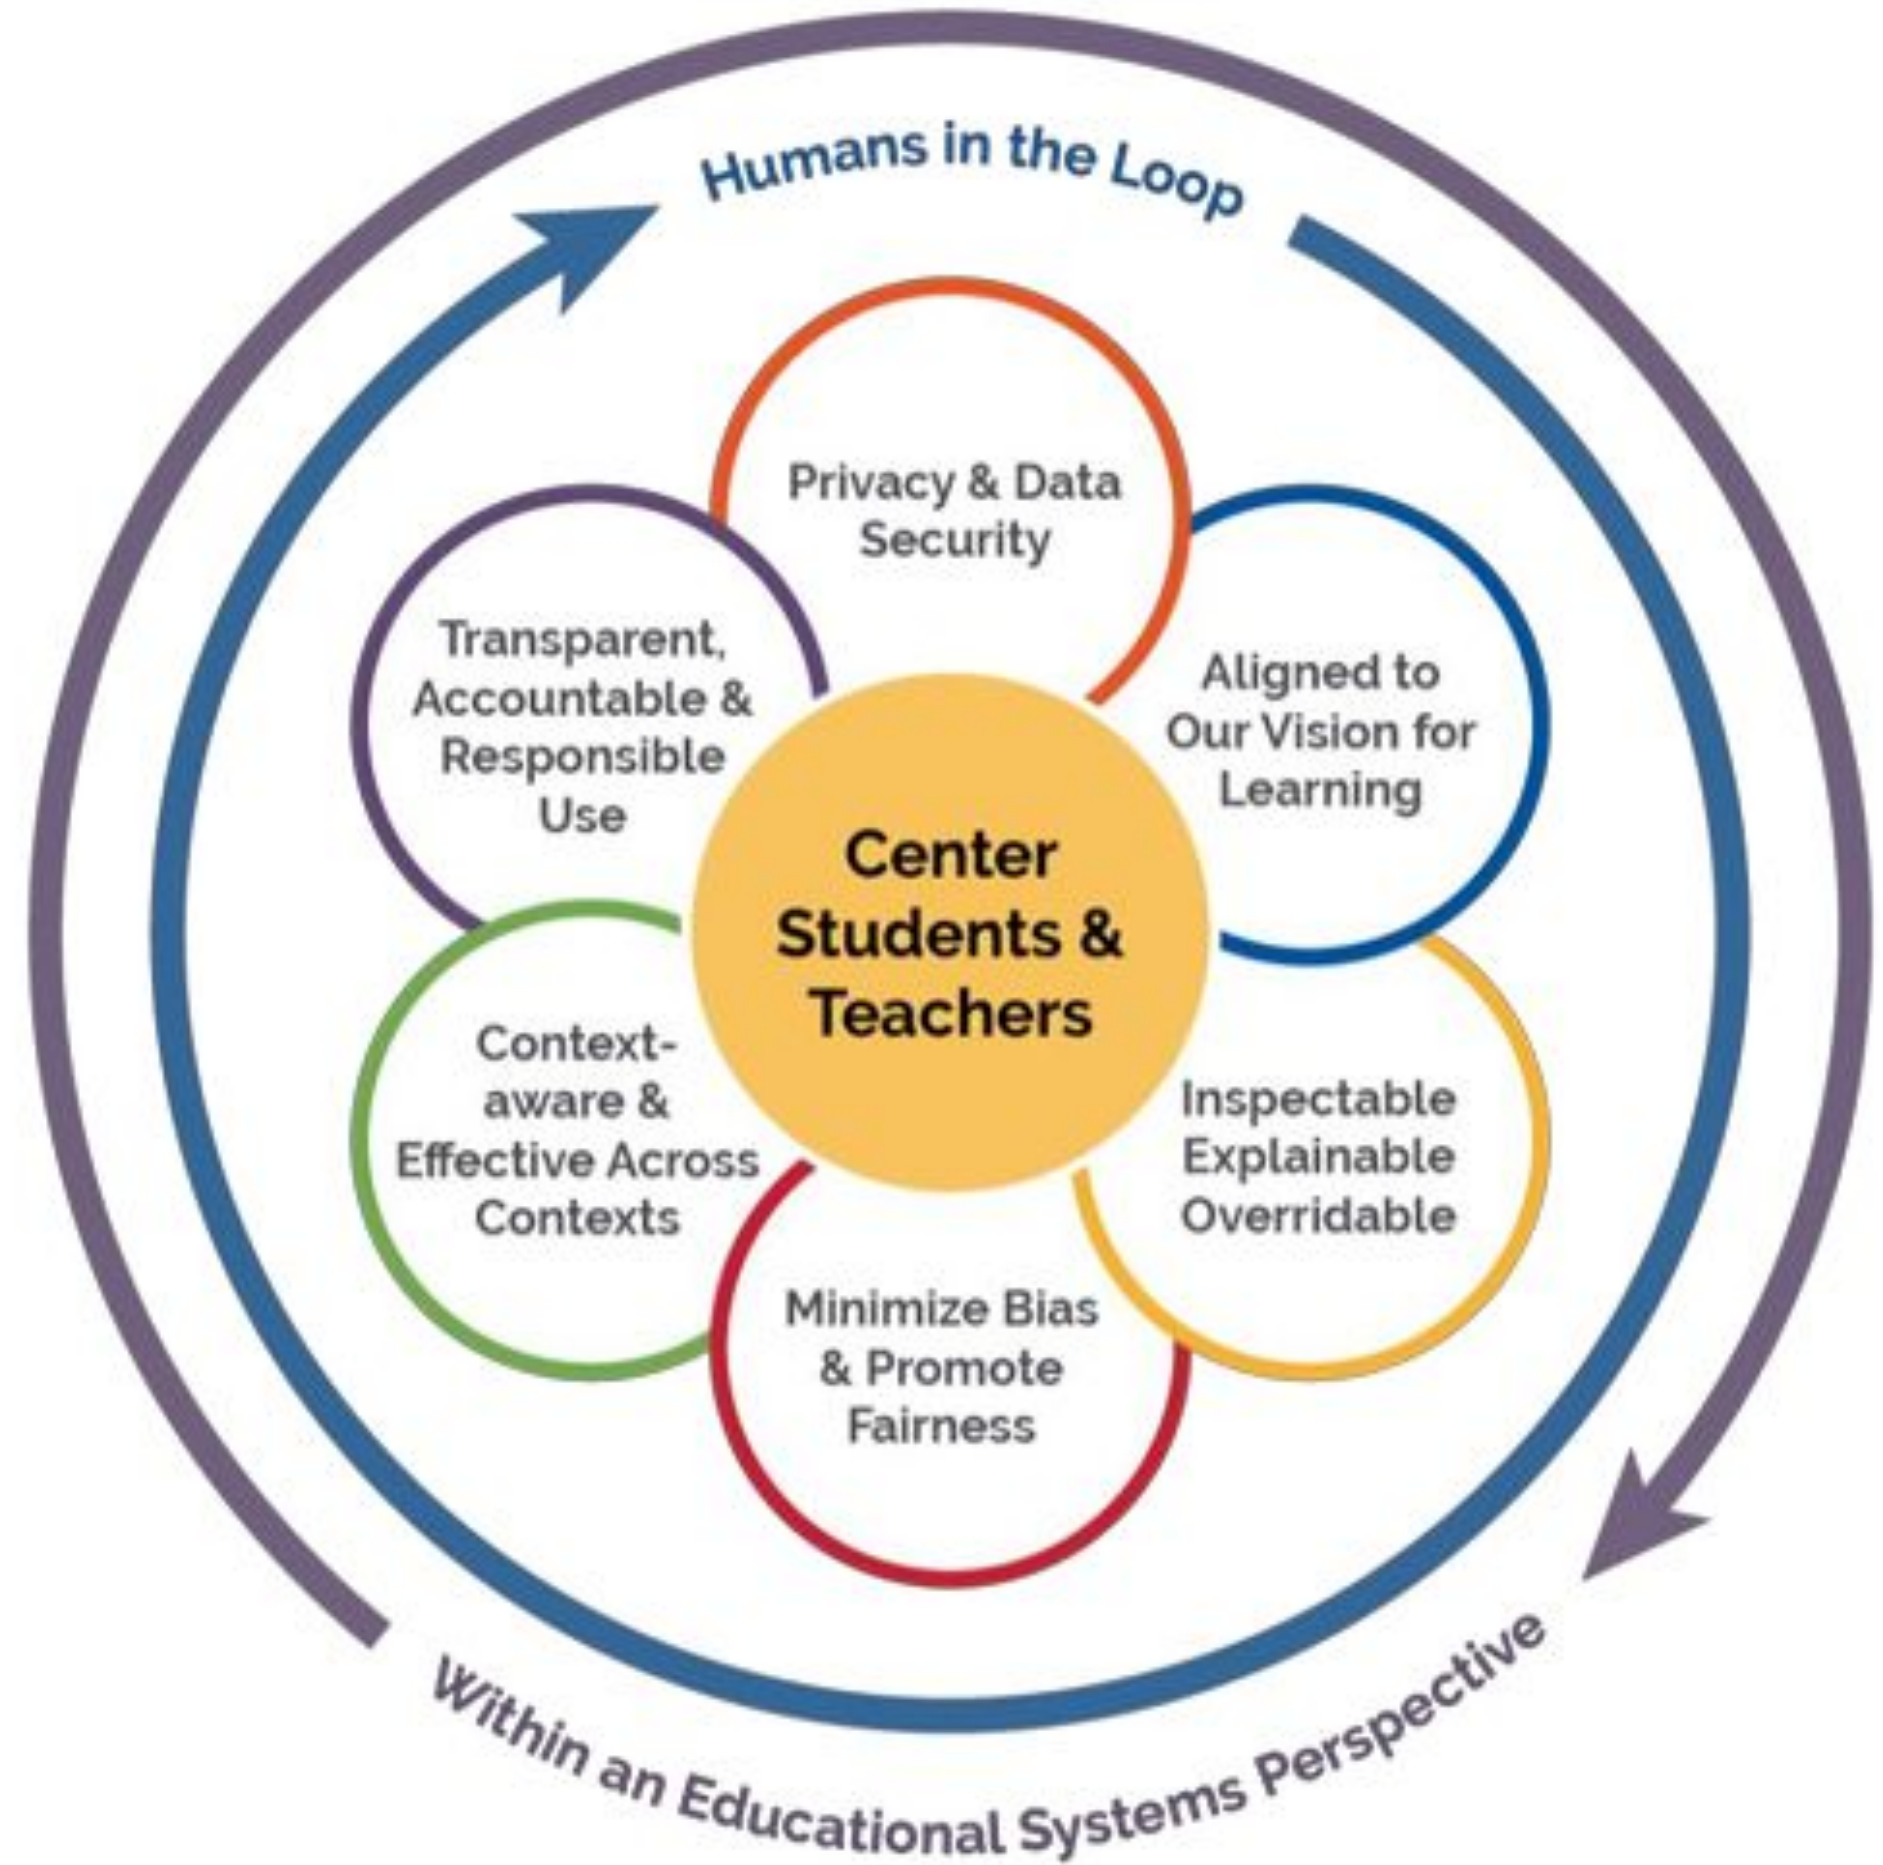 Humans in the Loop
Privacy & Data
Security
Aligned to
Our Vision for
Learning
Inspectable
Explainable
Overridable
Minimize Bias
& Promote
Fairness
Context-
aware &
Effective Across
Contexts
Transparent,
Accountable &
Responsible
Use
Center
Students &
Teachers
Within an Educational Systems Perspective